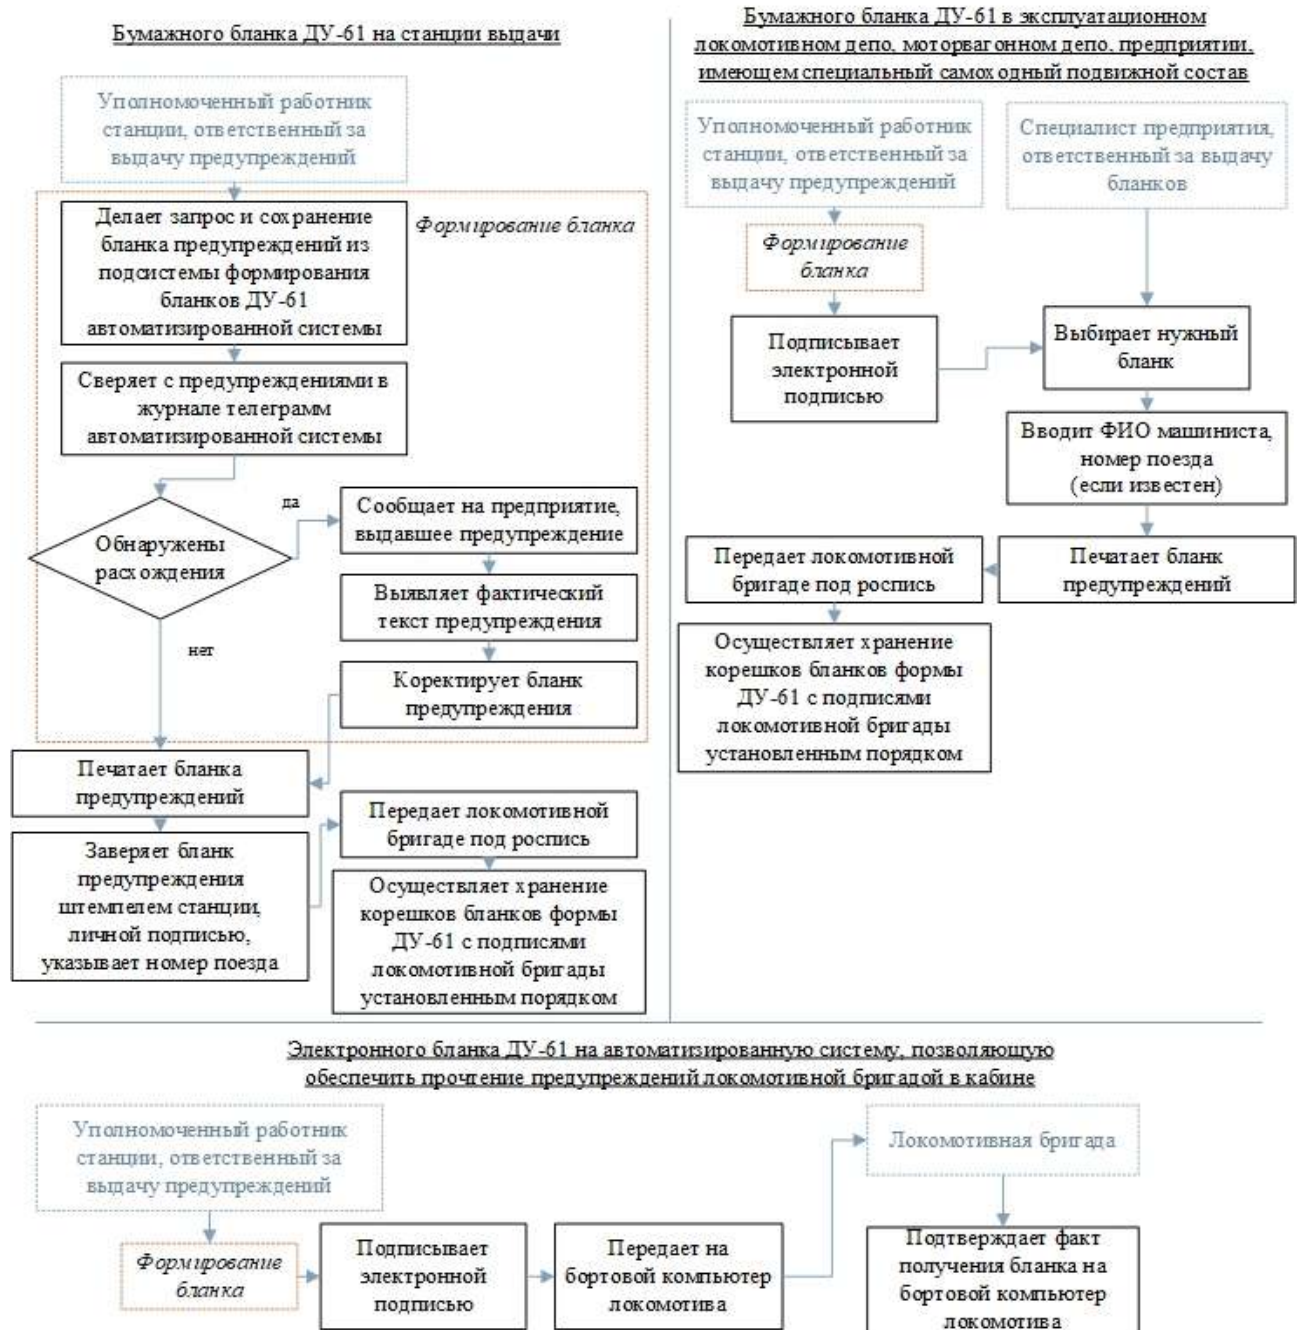 Бумажного бланка ДУ-61 на станции выдачи
Уполномоченный работник
станции, ответственный за
выдачу предупреждений
Делает запрос и сохранение
бланка предупреждений из
подсистемы формирования
бланков ДУ-61
автоматизированной системы
Формирование бланка
Сверяет с предупреждениями в
журнале телеграмм
автоматизированной системы
Обнаружены
расхождения
да
нет
Сообщает на предприятие,
выдавшее предупреждение
Выявляет фактический
текст предупреждения
Коректирует бланк
предупреждения
Печатает бланка
предупреждений
Заверяет бланк
предупреждения
штемпелем станции,
личной подписью,
указывает номер поезда
Передает локомотивной
бригаде под роспись
Осуществляет хранение
корешков бланков формы
ДУ-61 с подписями
локомотивной бригады
установленным порядком
Бумажного бланка ДУ-61 в эксплуатационном
локомотивном депо, моторвагонном депо, предприятии,
имеющем специальный самоходный подвижной состав
Уполномоченный работник
станции, ответственный за
выдачу предупреждений
Специалист предприятия,
ответственный за выдачу
бланков
Формирование
бланка
Подписывает
электронной
подписью
Выбирает нужный
бланк
Вводит ФИО машиниста,
номер поезда
(если известен)
Печатает бланк
предупреждений
Передает локомотивной
бригаде под роспись
Осуществляет хранение
корешков бланков формы
ДУ-61 с подписями
локомотивной бригады
установленным порядком
Электронного бланка ДУ-61 на автоматизированную систему, позволяющую
обеспечить прочтение предупреждений локомотивной бригадой в кабине
Уполномоченный работник
станции, ответственный за
выдачу предупреждений
Формирование
бланка
Подписывает
электронной
подписью
Передает на
бортовой компьютер
локомотива
Локомотивная бригада
Подтверждает факт
получения бланка на
бортовой компьютер
локомотива